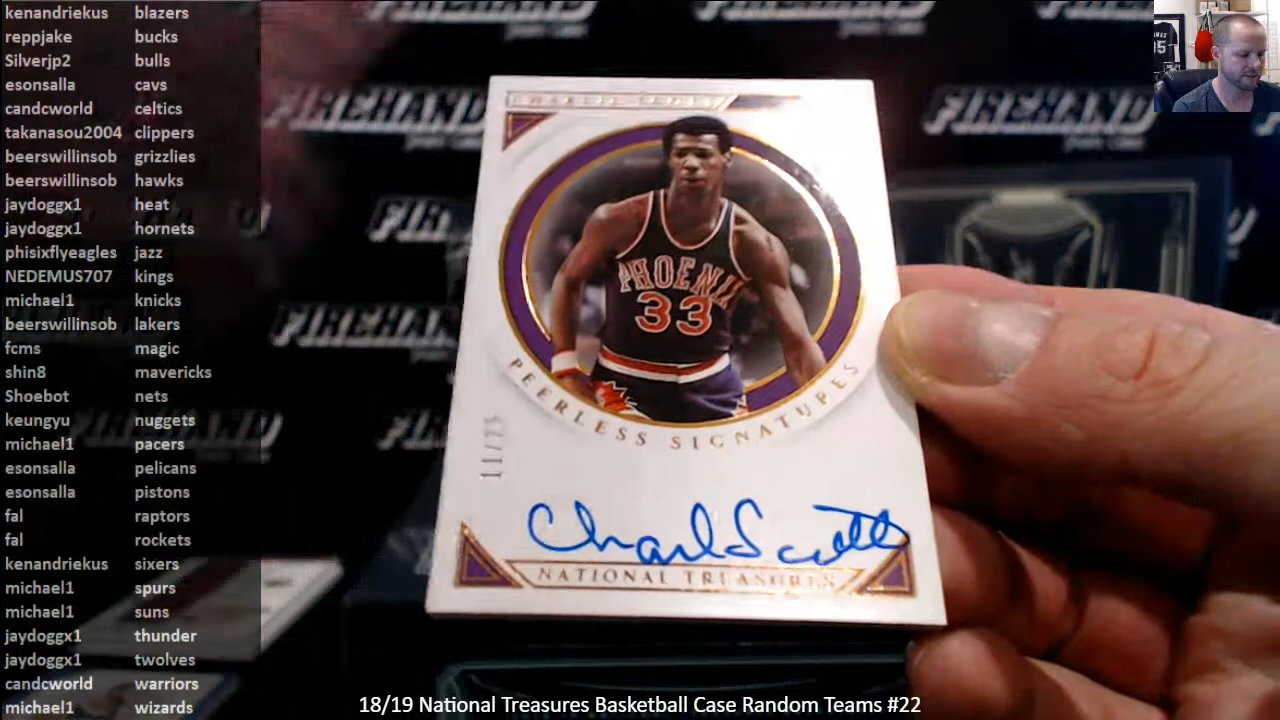 kenandriekus blazers
reppjake bucks
Silverjp2 bulls
esonsalla cavs
candcworld celtics
takanasou2004 clippers
beerswillinsob grizzlies
beerswillinsob hawks
jaydoggx1 heat
jaydoggx1 hornets
phisixflyeagles jazz
NEDEMUS707 kings
michael1 knicks
beerswillinsob lakers
fcms magic
shin8 mavericks
Shoebot nets
keungyu nuggets
michael1 pacers
esonsalla pelicans
esonsalla pistons
fal raptors
fal rockets
kenandriekus sixers
michael1 spurs
michael1 suns
jaydoggx1 thunder
jaydoggx1 twolves
candcworld warriors
michael1 wizards
FIREHAND
FIREHAND
FIREHAND
PHOENIX
33
PEERLESS SIGNATURES
11/25
Charl Scott
NATIONAL TREASURES
18/19 National Treasures Basketball Case Random Teams #22